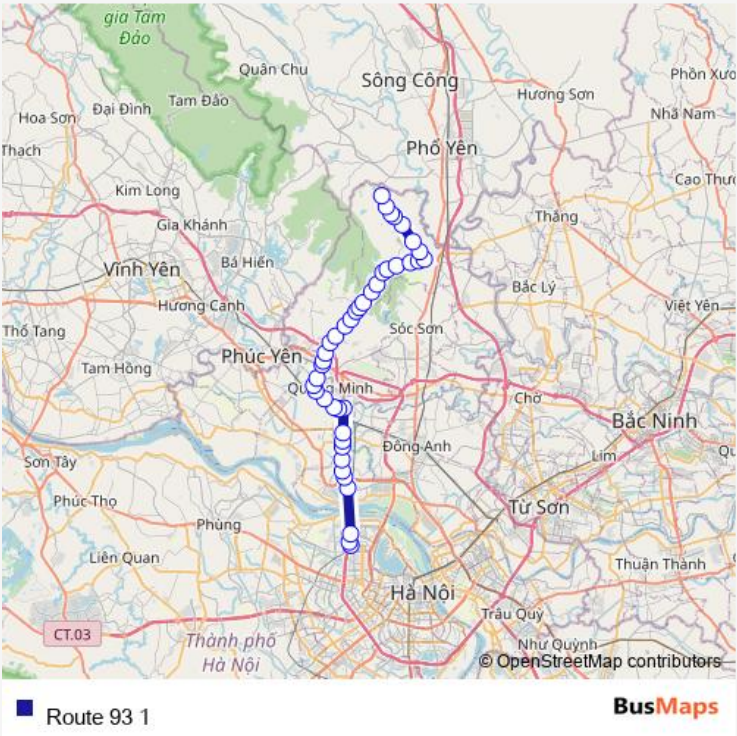 gia Tam
Đảo
Quân Chu
Sông Công
Phồn Xươ
Hương Sơn
Đại Đình
Tam Đảo
Nhã Nam
Hoa Sơn
Phổ Yên
Thach
Cao Thư
Kim Long
Thắng
Gia Khánh
Bá Hiến
Vĩnh Yên
Bắc Lý
Hương Canh
Việt Yên
Thổ Tang
Sóc Sơn
Phúc Yên
Tam Hồng
Quang Minh
Chờ
Bắc Ninh
Đông Anh
Lim
Qu
Sơn Tây
Phúc Thọ
Từ Sơn
Phùng
Liên Quan
Thuận Thành
Hà Nội
Trâu Quỳ
CT.03
Thành phố
Hà Nội
Như Quỳnh
© OpenStreetMap contributors
Route 93 1
BusMaps